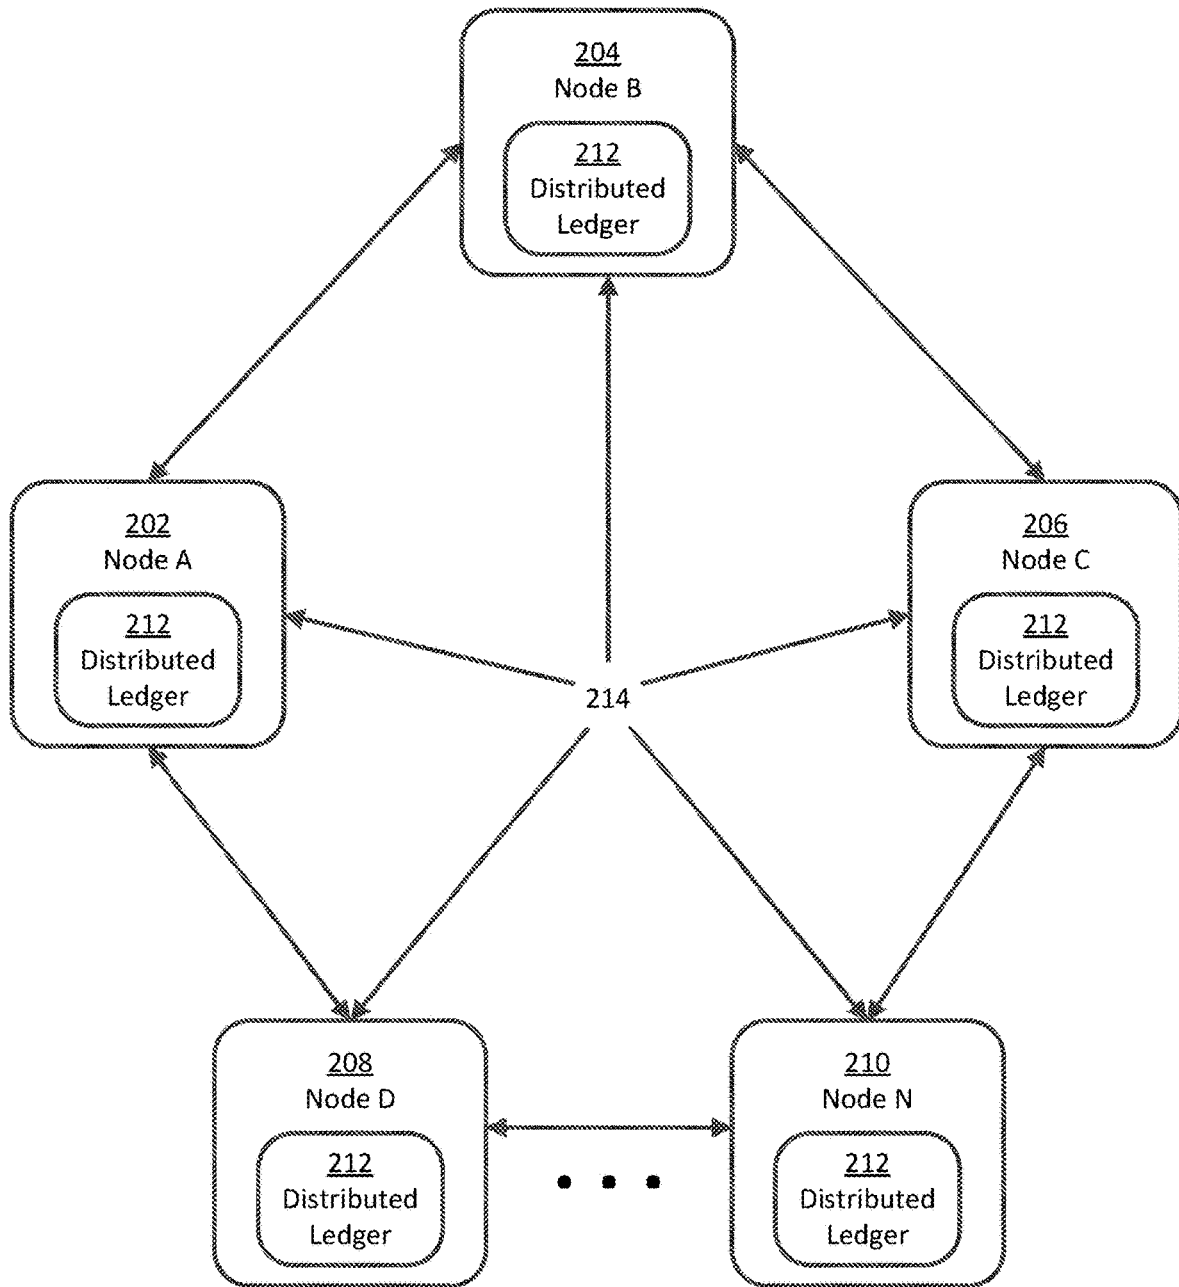 204
Node B
212
Distributed
Ledger
202
Node A
212
Distributed
Ledger
206
Node C
212
Distributed
Ledger
214
208
Node D
212
Distributed
Ledger
210
Node N
212
Distributed
Ledger